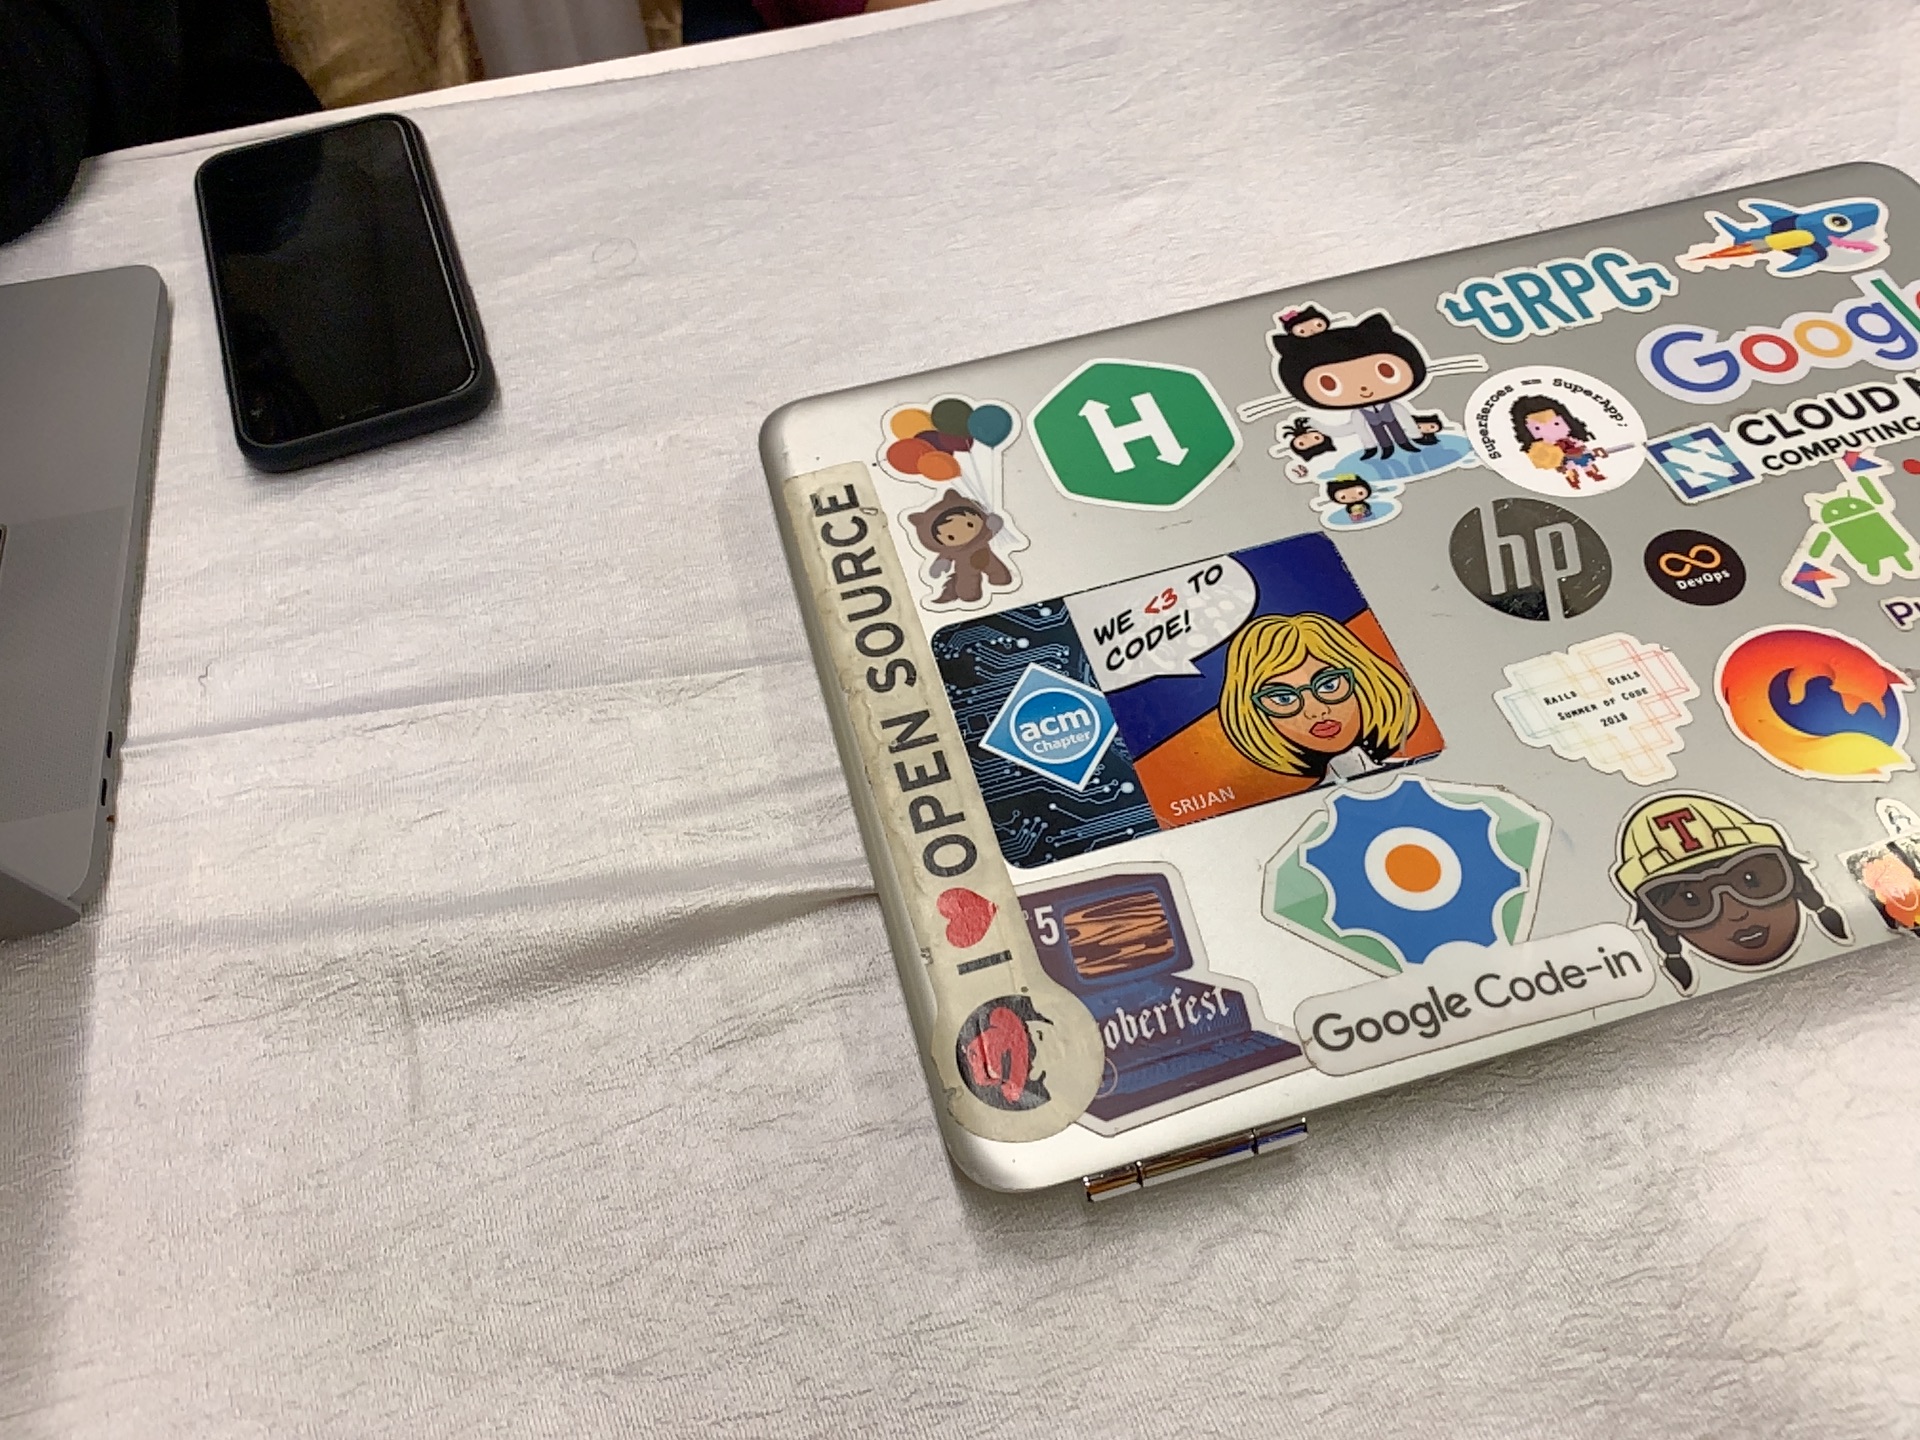 GRPC
Google
SuperHeroes == SuperApp;
CLOUD N
COMPUTING
H
hp
DevOps
I OPEN SOURCE
WE <3 TO
CODE!
acm
Chapter
SRIJAN
RAILS GIRLS
SUMMER OF CODE
2018
T
5
oberfest
Google Code-in